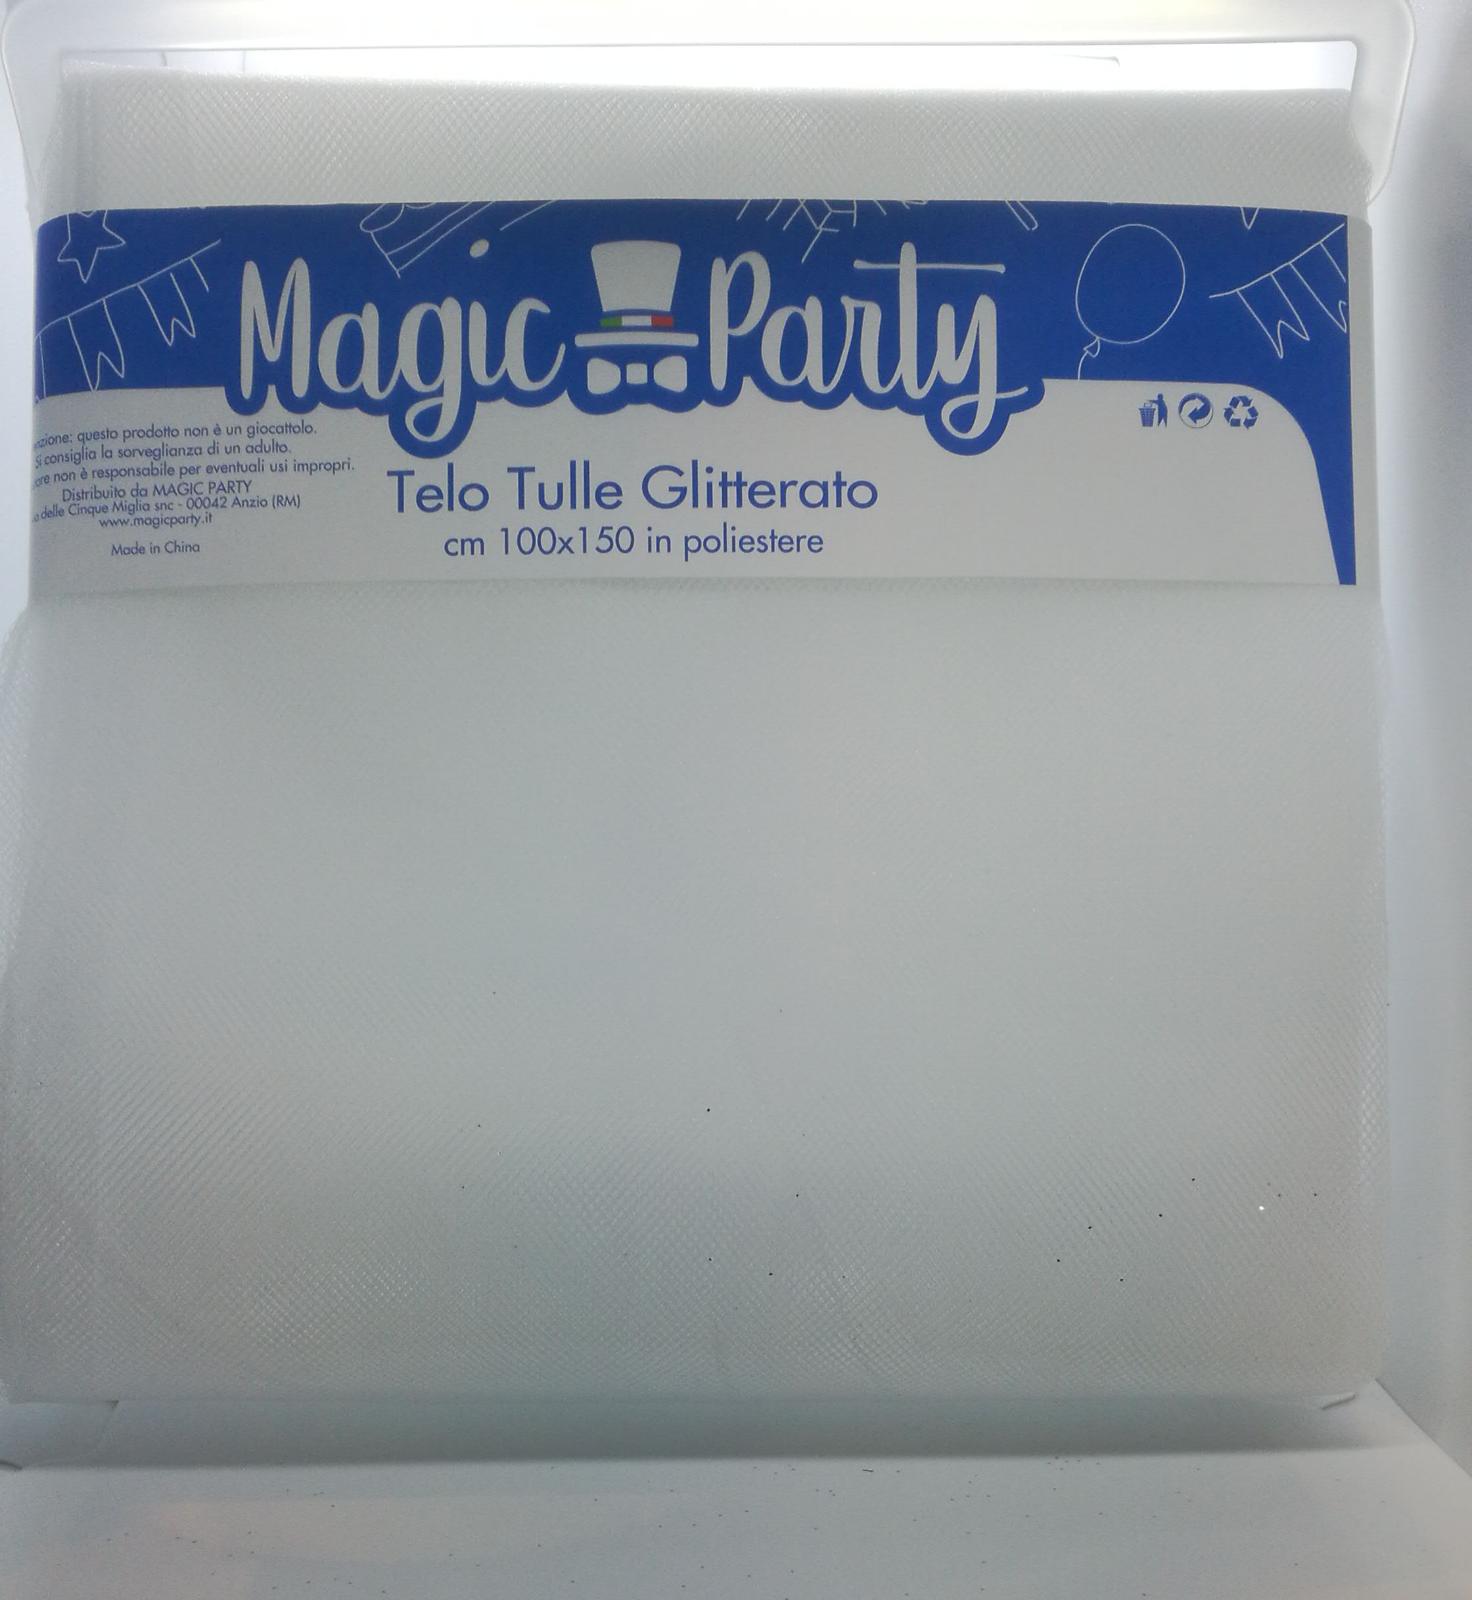 Magic Party
questo prodotto non è un giocattolo.
Si consiglia la sorveglianza di un adulto.
non è responsabile per eventuali usi impropri.
Distribuito da MAGIC PARTY
delle Cinque Miglia snc - 00042 Anzio (RM)
www.magicparty.it
Made in China
Telo Tulle Glitterato
cm 100x150 in poliestere